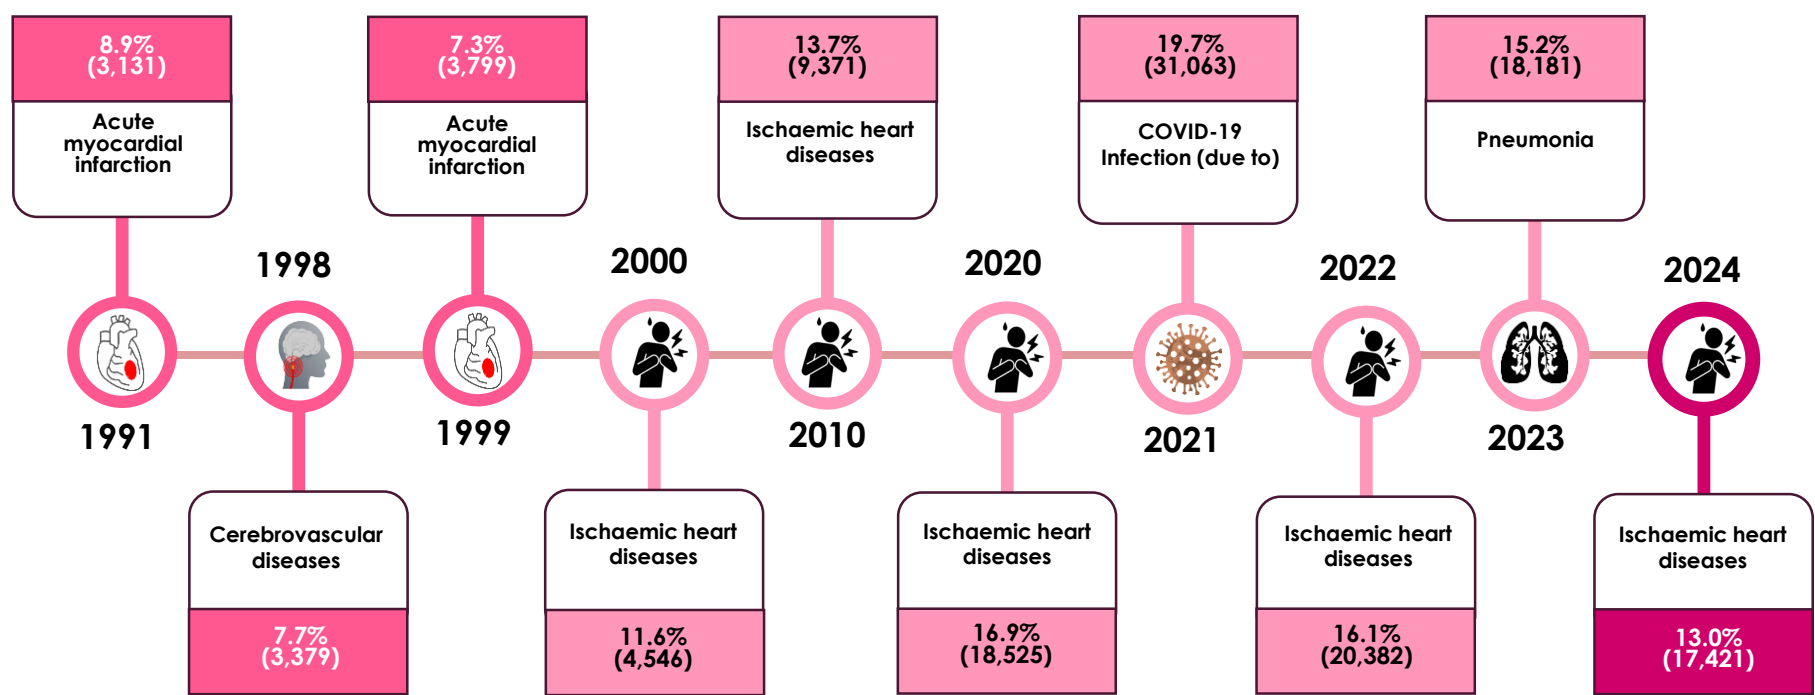 8.9%
(3,131)
Acute
myocardial
infarction
1991
1998
Cerebrovascular
diseases
7.7%
(3,379)
7.3%
(3,799)
Acute
myocardial
infarction
1999
2000
Ischaemic heart
diseases
11.6%
(4,546)
13.7%
(9,371)
Ischaemic heart
diseases
2010
2020
Ischaemic heart
diseases
16.9%
(18,525)
19.7%
(31,063)
COVID-19
Infection (due to)
2021
2022
Ischaemic heart
diseases
16.1%
(20,382)
15.2%
(18,181)
Pneumonia
2023
2024
Ischaemic heart
diseases
13.0%
(17,421)